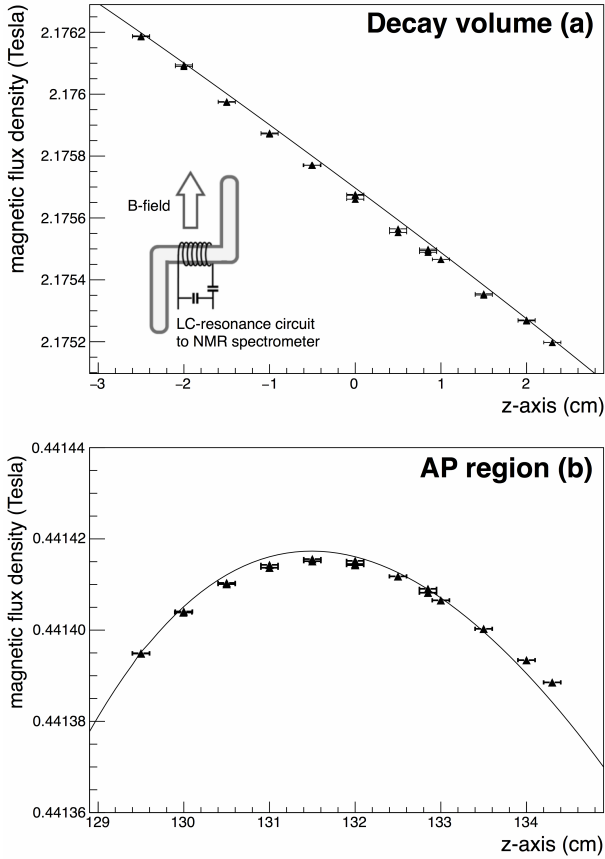 Decay volume (a)
magnetic flux density (Tesla)
2.1762
2.176
2.1758
2.1756
2.1754
2.1752
B-field
LC-resonance circuit
to NMR spectrometer
−3 −2 −1 0 1 2
z-axis (cm)
AP region (b)
magnetic flux density (Tesla)
0.44144
0.44142
0.44140
0.44138
0.44136
129 130 131 132 133 134
z-axis (cm)